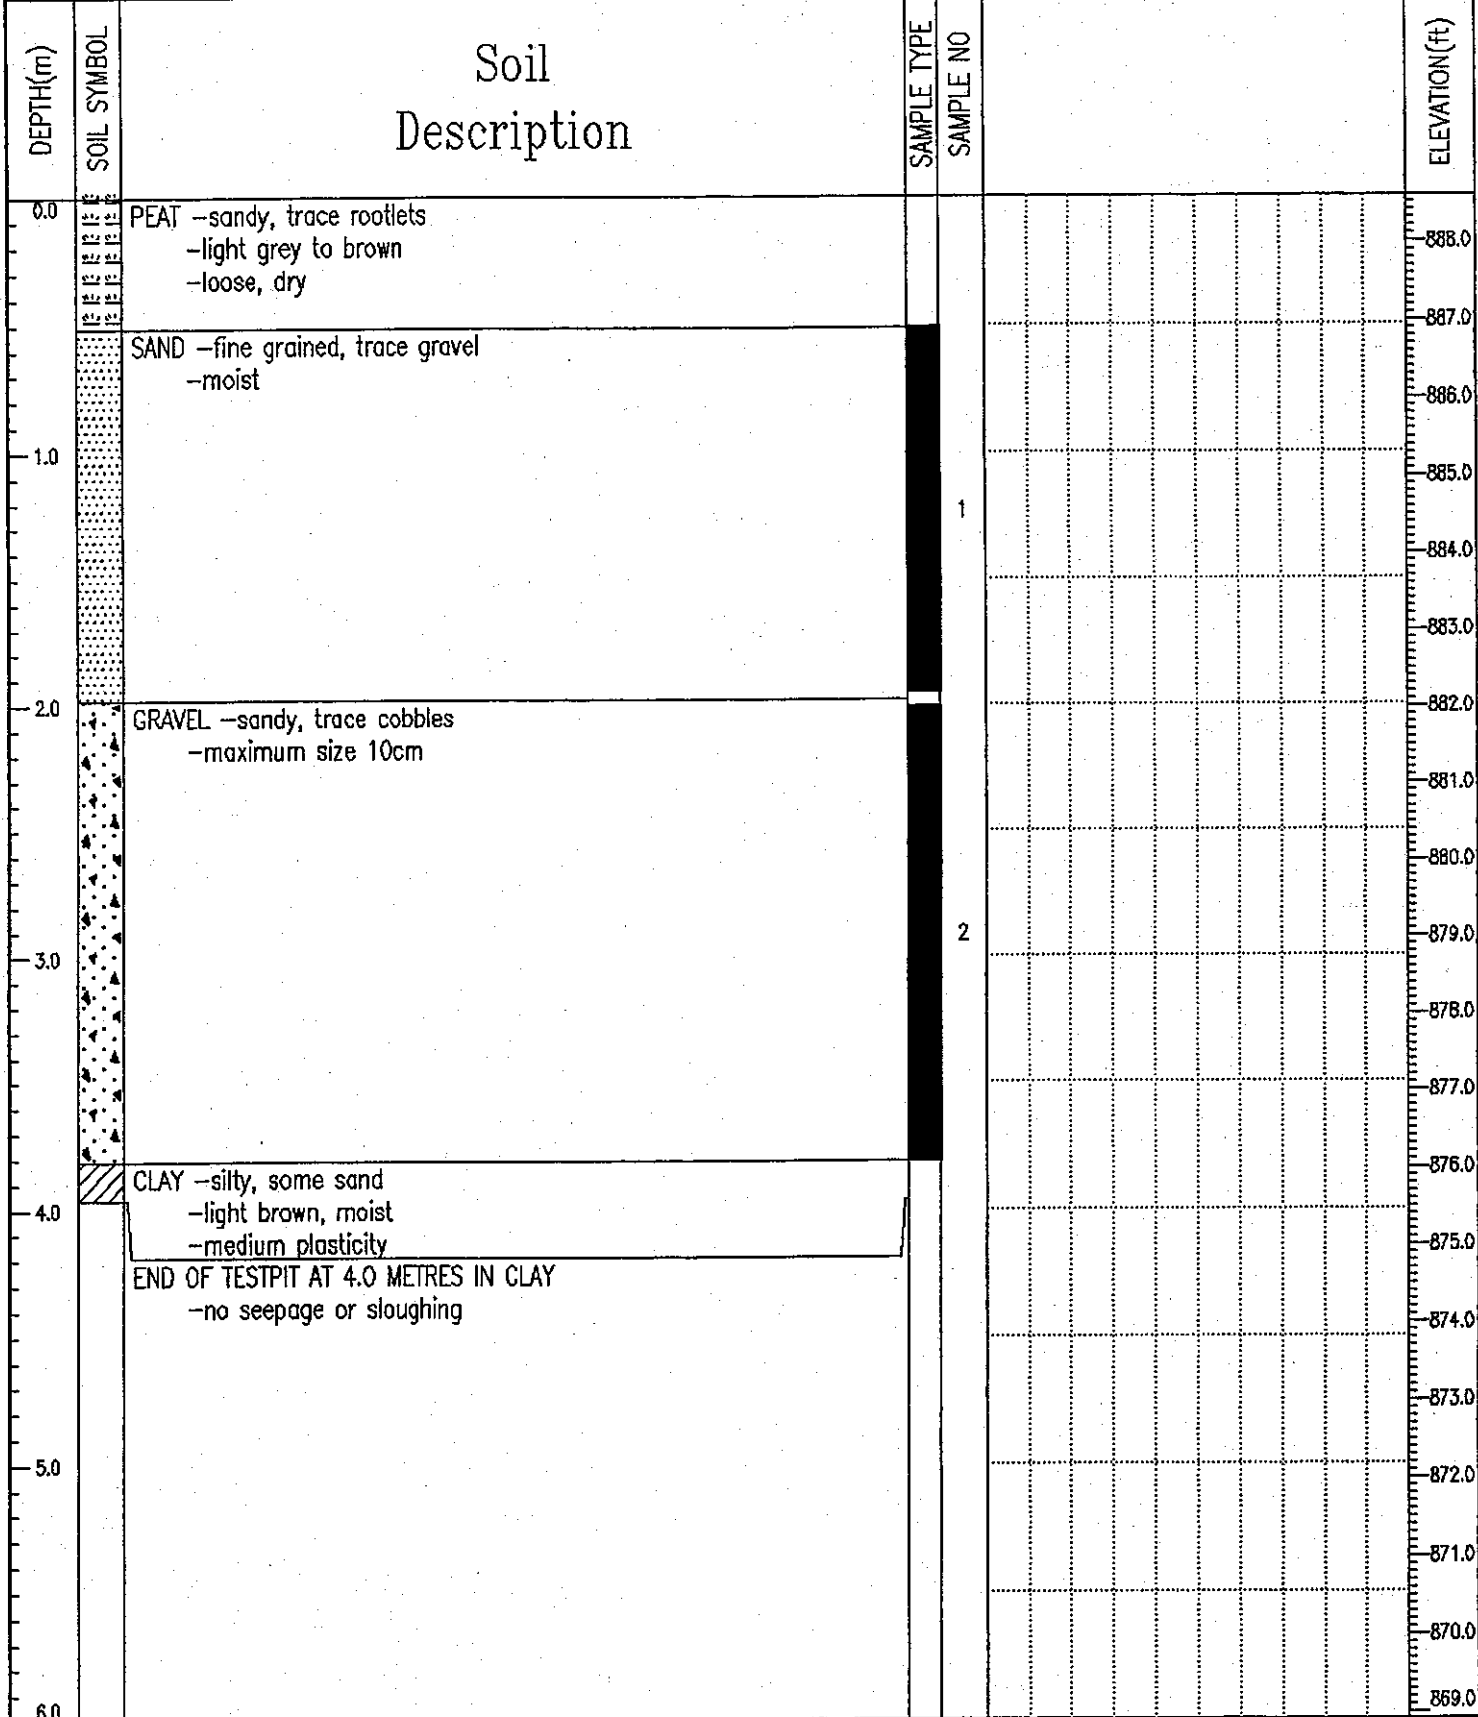 DEPTH(m)
SOIL SYMBOL
Soil
Description
SAMPLE TYPE
SAMPLE NO
ELEVATION(ft)
0.0
PEAT -sandy, trace rootlets
-light grey to brown
-loose, dry
SAND -fine grained, trace gravel
-moist
1.0
1
2.0
GRAVEL -sandy, trace cobbles
-maximum size 10cm
2
3.0
CLAY -silty, some sand
-light brown, moist
-medium plasticity
4.0
END OF TESTPIT AT 4.0 METRES IN CLAY
-no seepage or sloughing
5.0
6.0
888.0
887.0
886.0
885.0
884.0
883.0
882.0
881.0
880.0
879.0
878.0
877.0
876.0
875.0
874.0
873.0
872.0
871.0
870.0
869.0